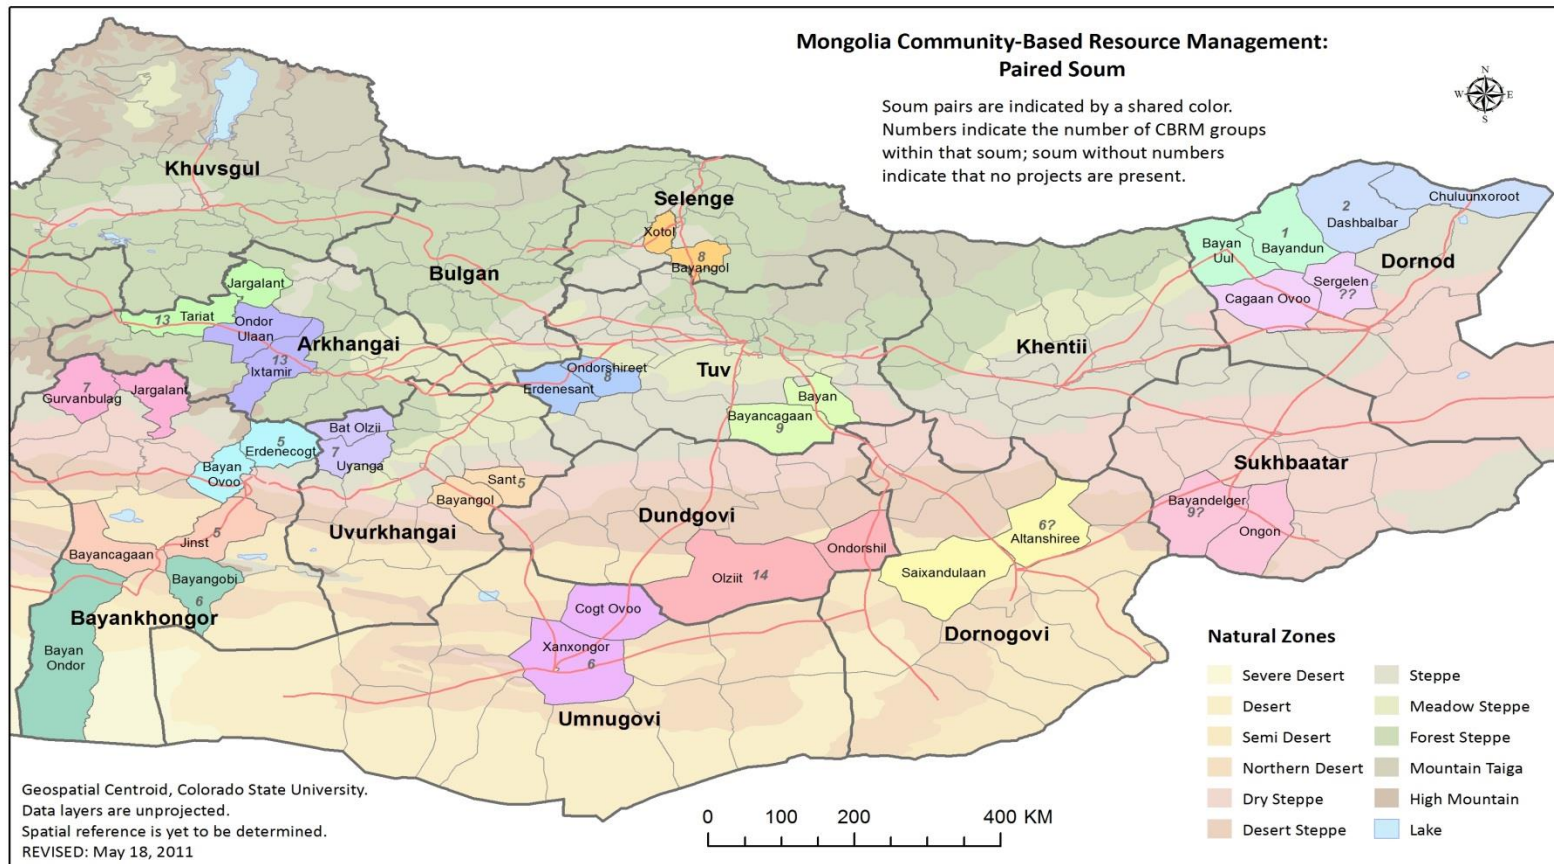 Mongolia Community-Based Resource Management:
Paired Soum
Soum pairs are indicated by a shared color.
Numbers indicate the number of CBRM groups
within that soum; soum without numbers
indicate that no projects are present.
N
W E
S
Khuvsgul
Selenge
Xotol
8
Bayangol
Bulgan
Jargalant
13 Tariat
Ondor
Ulaan
13
Ixtamir
Arkhangai
7
Gurvanbulag
Jargalant
5
Erdenecogt
Bayan
Ovoo
Bat Olzii
7
Uyanga
Ondorshireet
8
Erdenesant
Tuv
Bayan
Bayancagaan
9
Khentii
2
Dashbalbar
Chuluunxoroot
1
Bayandun
Bayan
Uul
Dornod
Sergelen
??
Cagaan Ovoo
Sukhbaatar
Bayandelger
9?
Ongon
Sant 5
Bayangol
Uvurkhangai
Dundgovi
Ondorshil
Olziit 14
6?
Altanshiree
Saixandulaan
Dornogovi
5
Jinst
Bayancagaan
Bayangobi
6
Bayankhongor
Bayan
Ondor
Cogt Ovoo
Xanxongor
6
Umnugovi
Natural Zones
Severe Desert
Desert
Semi Desert
Northern Desert
Dry Steppe
Desert Steppe
Steppe
Meadow Steppe
Forest Steppe
Mountain Taiga
High Mountain
Lake
Geospatial Centroid, Colorado State University.
Data layers are unprojected.
Spatial reference is yet to be determined.
REVISED: May 18, 2011
0 100 200 400 KM